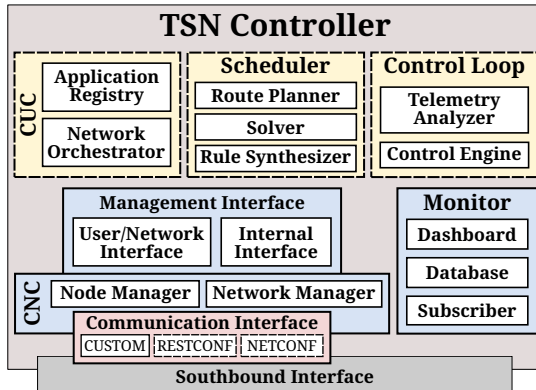 TSN Controller
CUC
Application
Registry
Network
Orchestrator
Scheduler
Route Planner
Solver
Rule Synthesizer
Control Loop
Telemetry
Analyzer
Control Engine
Management Interface
User/Network
Interface
Internal
Interface
CNC
Node Manager
Network Manager
Monitor
Dashboard
Database
Subscriber
Communication Interface
CUSTOM
RESTCONF
NETCONF
Southbound Interface